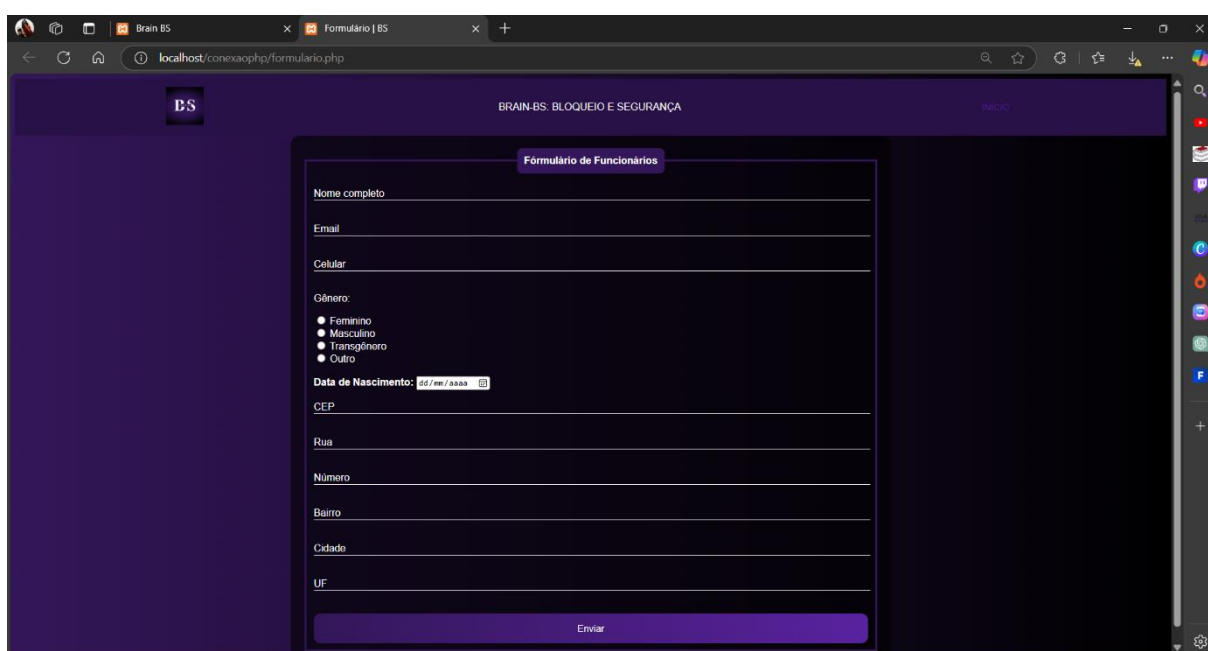 Brain BS
Formulário | BS
localhost/conexaophp/formulario.php
BS
BRAIN-BS: BLOQUEIO E SEGURANÇA
INÍCIO
Fórmulário de Funcionários
Nome completo
Email
Celular
Gênero:
Feminino
Masculino
Transgênero
Outro
Data de Nascimento: dd/mm/aaaa
CEP
Rua
Número
Bairro
Cidade
UF
Enviar